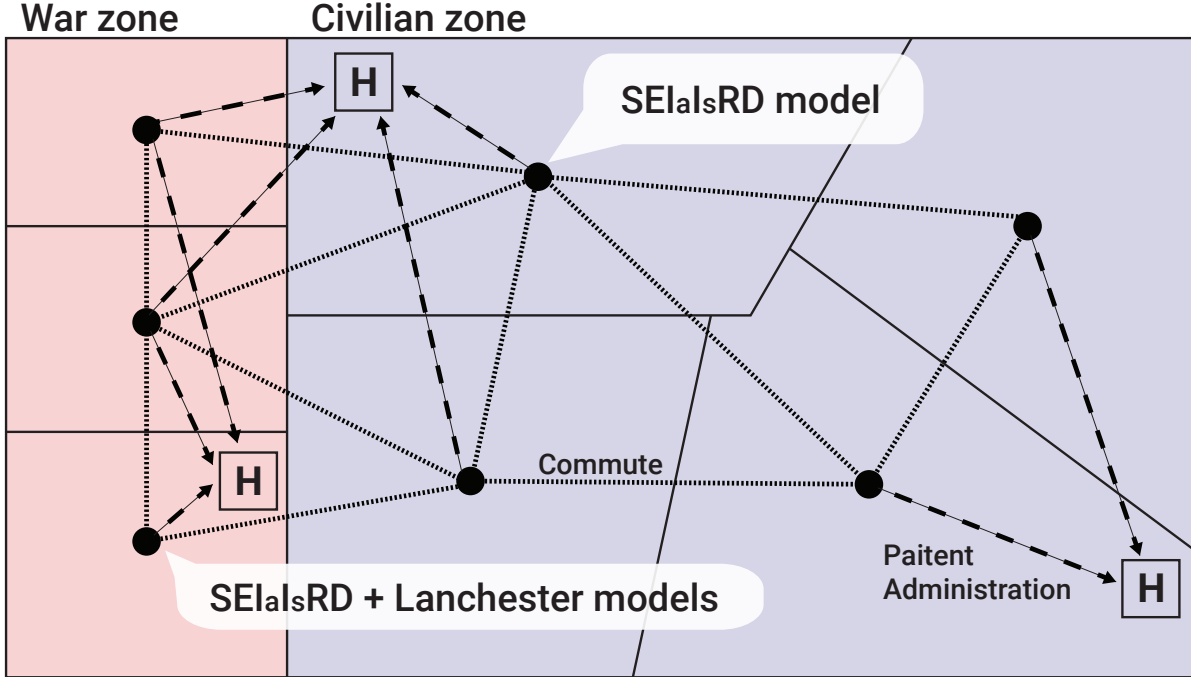 War zone
Civilian zone
H
SEIaIsRD model
H
Commute
Paitent
Administration
H
SEIaIsRD + Lanchester models